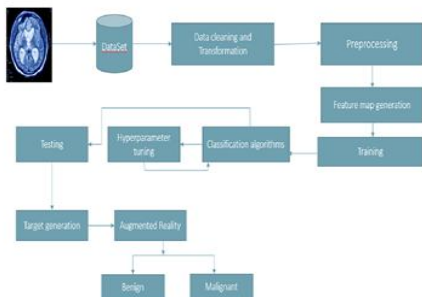 DataSet
Data cleaning and
Transformation
Preprocessing
Feature map generation
Training
Classification algorithms
Hyperparameter
tuning
Testing
Target generation
Augmented Reality
Benign
Malignant